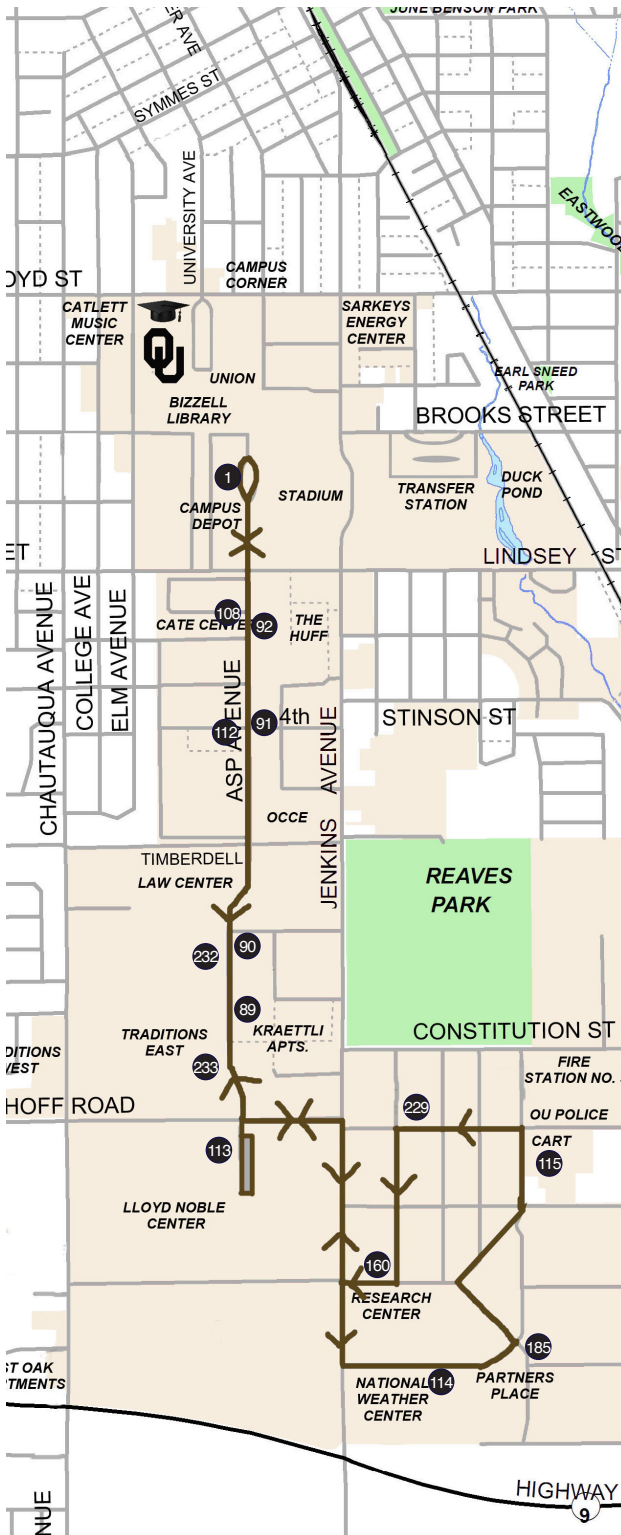 JUNE BENSON PARK
ER AVE
SYMMES ST
UNIVERSITY AVE
EASTWOOD
CAMPUS
CORNER
OYD ST
CATLETT
MUSIC
CENTER
OU
SARKEYS
ENERGY
CENTER
UNION
EARL SNEED
PARK
BIZZELL
LIBRARY
BROOKS STREET
1
STADIUM
TRANSFER
STATION
DUCK
POND
CAMPUS
DEPOT
ET
LINDSEY ST
CHAUTAUQUA AVENUE
COLLEGE AVE
ELM AVENUE
108
CATE CENTER
92
THE
HUFF
ASP AVENUE
112
91
4th
STINSON ST
JENKINS AVENUE
OCCE
TIMBERDELL
LAW CENTER
REAVES
PARK
232
90
89
TRADITIONS
EAST
KRAETTLI
APTS.
CONSTITUTION ST
DITIONS
VEST
233
FIRE
STATION NO.
HOFF ROAD
229
OU POLICE
CART
115
113
LLOYD NOBLE
CENTER
160
RESEARCH
CENTER
185
ST OAK
PTMENTS
NATIONAL
WEATHER
CENTER
114
PARTNERS
PLACE
HIGHWAY
9
NUE